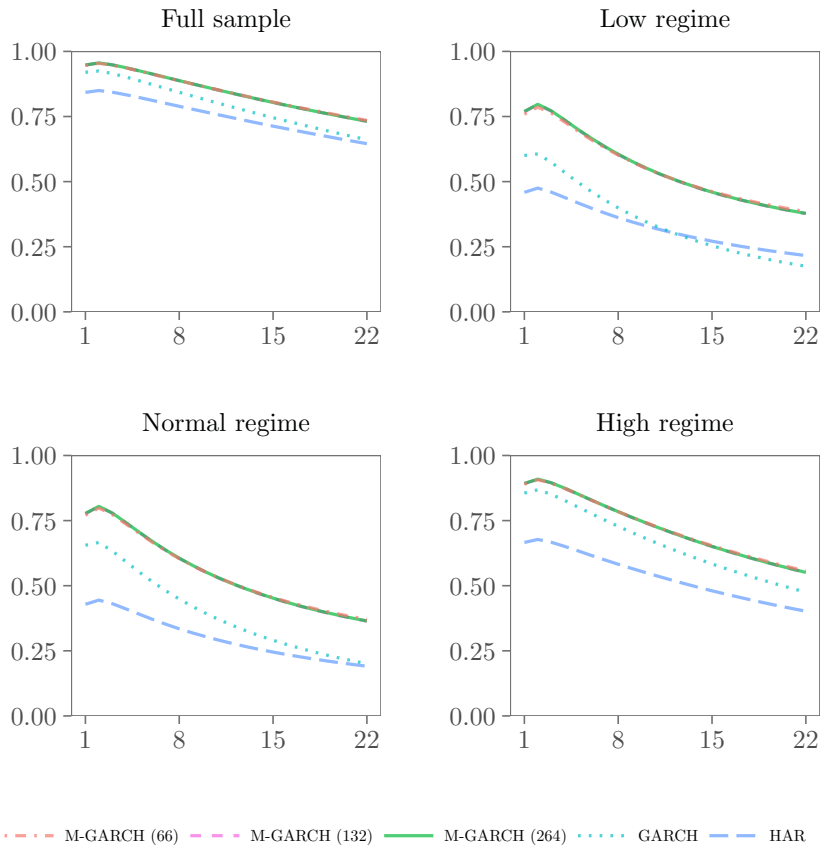 Full sample
Low regime
1.00
0.75
0.50
0.25
0.00
1 8 15 22
1.00
0.75
0.50
0.25
0.00
1 8 15 22
Normal regime
High regime
1.00
0.75
0.50
0.25
0.00
1 8 15 22
1.00
0.75
0.50
0.25
0.00
1 8 15 22
M-GARCH (66) M-GARCH (132) M-GARCH (264) GARCH HAR